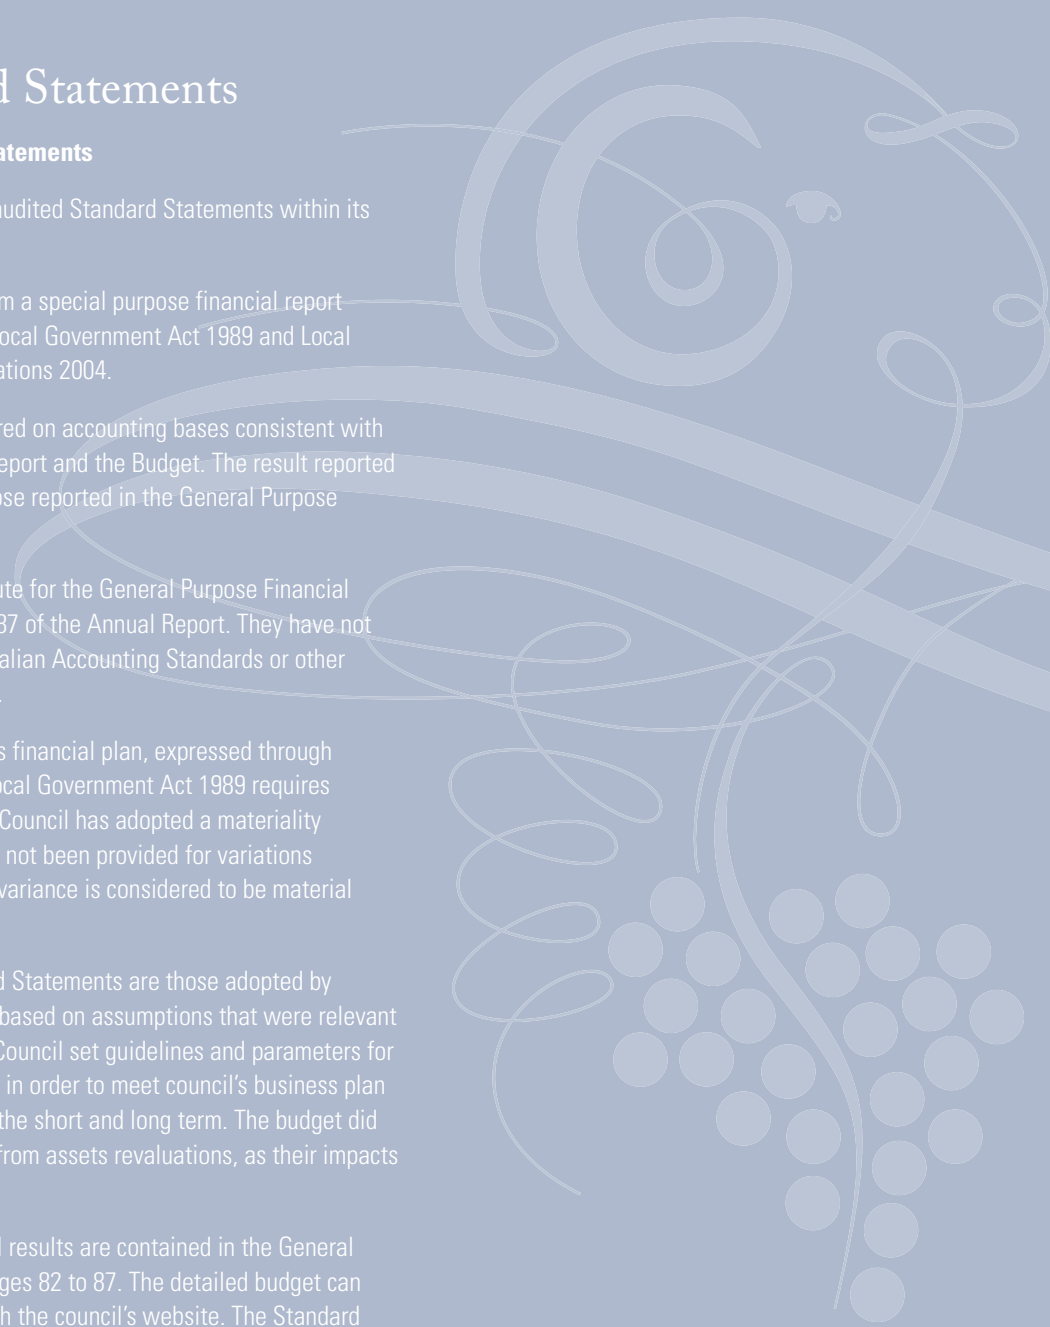 d Statements
atements
audited Standard Statements within its
m a special purpose financial report
ocal Government Act 1989 and Local
ations 2004.
red on accounting bases consistent with
eport and the Budget. The result reported
ose reported in the General Purpose
ute for the General Purpose Financial
87 of the Annual Report. They have not
alian Accounting Standards or other
.
s financial plan, expressed through
ocal Government Act 1989 requires
Council has adopted a materiality
not been provided for variations
variance is considered to be material
d Statements are those adopted by
based on assumptions that were relevant
Council set guidelines and parameters for
in order to meet council’s business plan
the short and long term. The budget did
from assets revaluations, as their impacts
l results are contained in the General
ges 82 to 87. The detailed budget can
h the council’s website. The Standard